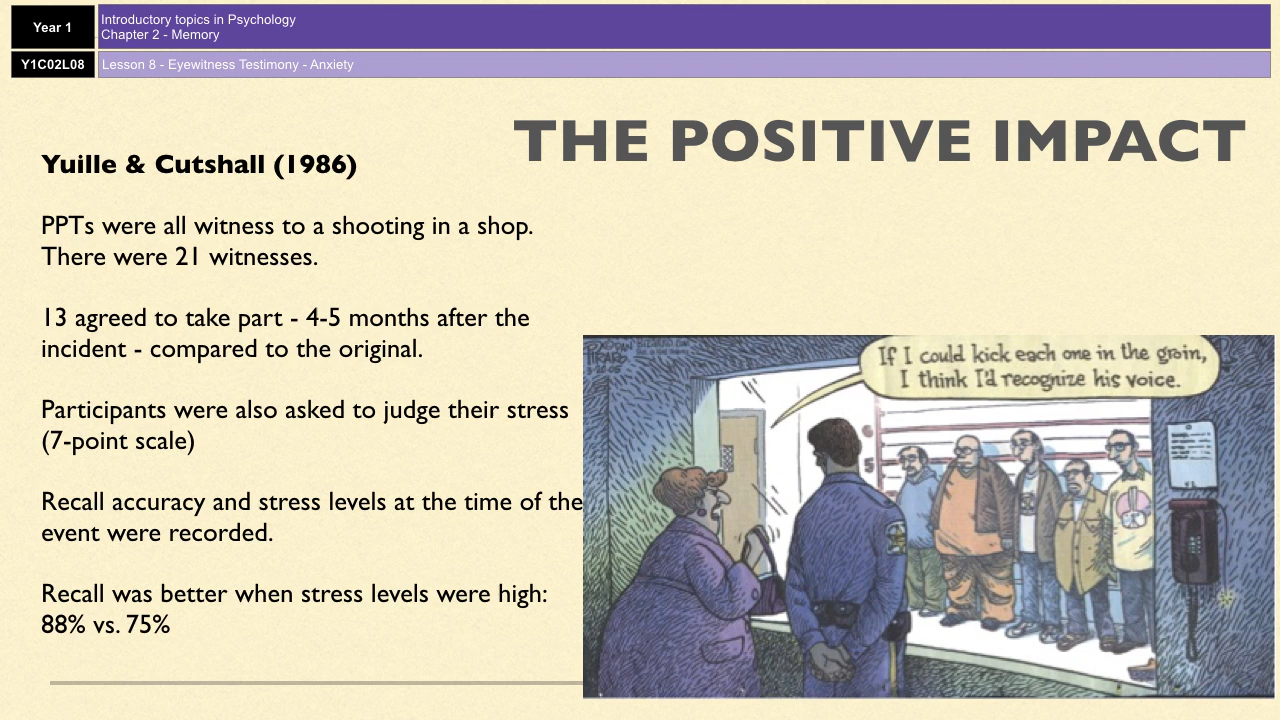 Year 1
Introductory topics in Psychology
Chapter 2 - Memory
Y1C02L08
Lesson 8 - Eyewitness Testimony - Anxiety
THE POSITIVE IMPACT
Yuille & Cutshall (1986)
PPTs were all witness to a shooting in a shop.
There were 21 witnesses.
13 agreed to take part - 4-5 months after the
incident - compared to the original.
Participants were also asked to judge their stress
(7-point scale)
Recall accuracy and stress levels at the time of the
event were recorded.
Recall was better when stress levels were high:
88% vs. 75%
If I could kick each one in the groin,
I think I'd recognize his voice.
6
5